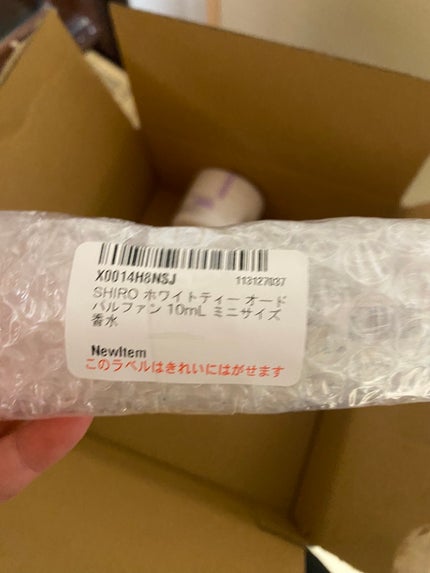 X0014H8NSJ 113127037
SHIRO ホワイトティー オード
パルファン 10mL ミニサイズ
香水
NewItem
このラベルはきれいにはがせます